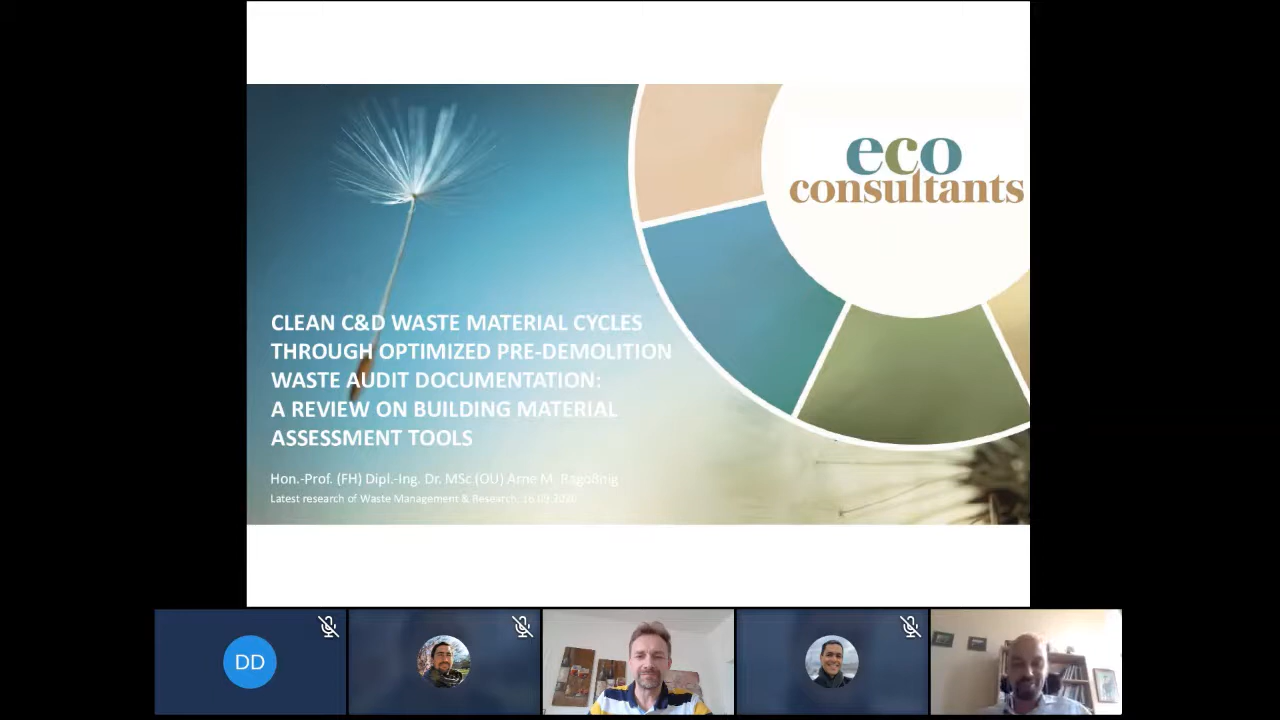 eco
consultants
CLEAN C&D WASTE MATERIAL CYCLES
THROUGH OPTIMIZED PRE-DEMOLITION
WASTE AUDIT DOCUMENTATION:
A REVIEW ON BUILDING MATERIAL
ASSESSMENT TOOLS
Hon.-Prof. (FH) Dipl.-Ing. Dr. MSc (OU) Arne M. Ragoßnig
Latest research of Waste Management & Research, 16.09.2020
DD